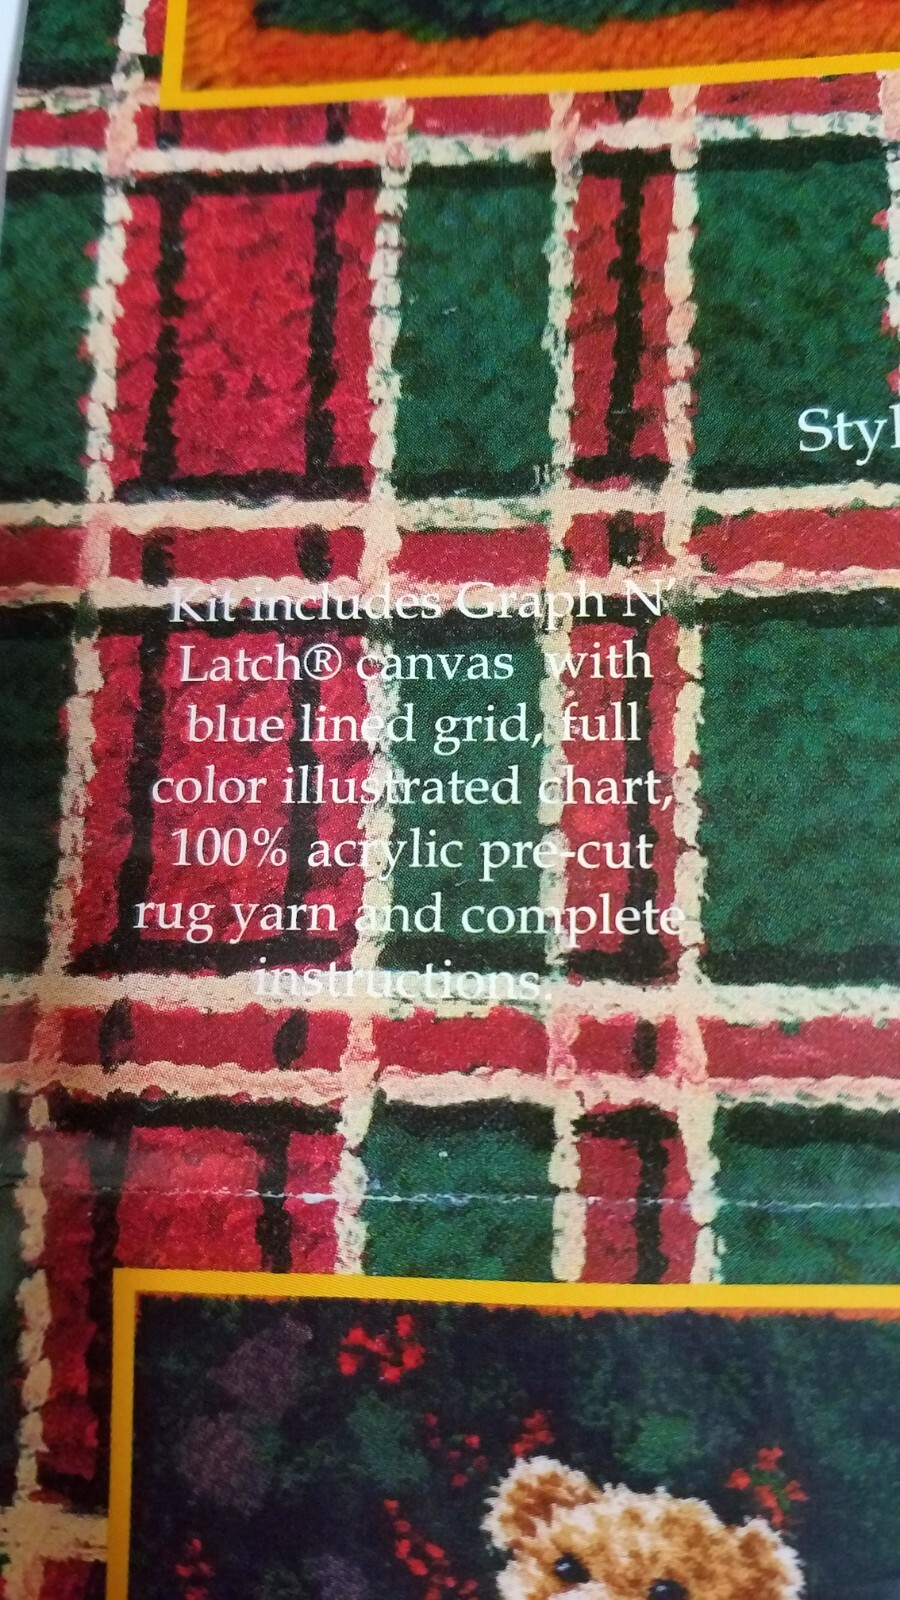 Styl
Kit includes Graph N'
Latch® canvas with
blue lined grid, full
color illustrated chart,
100% acrylic pre-cut
rug yarn and complete
instructions.